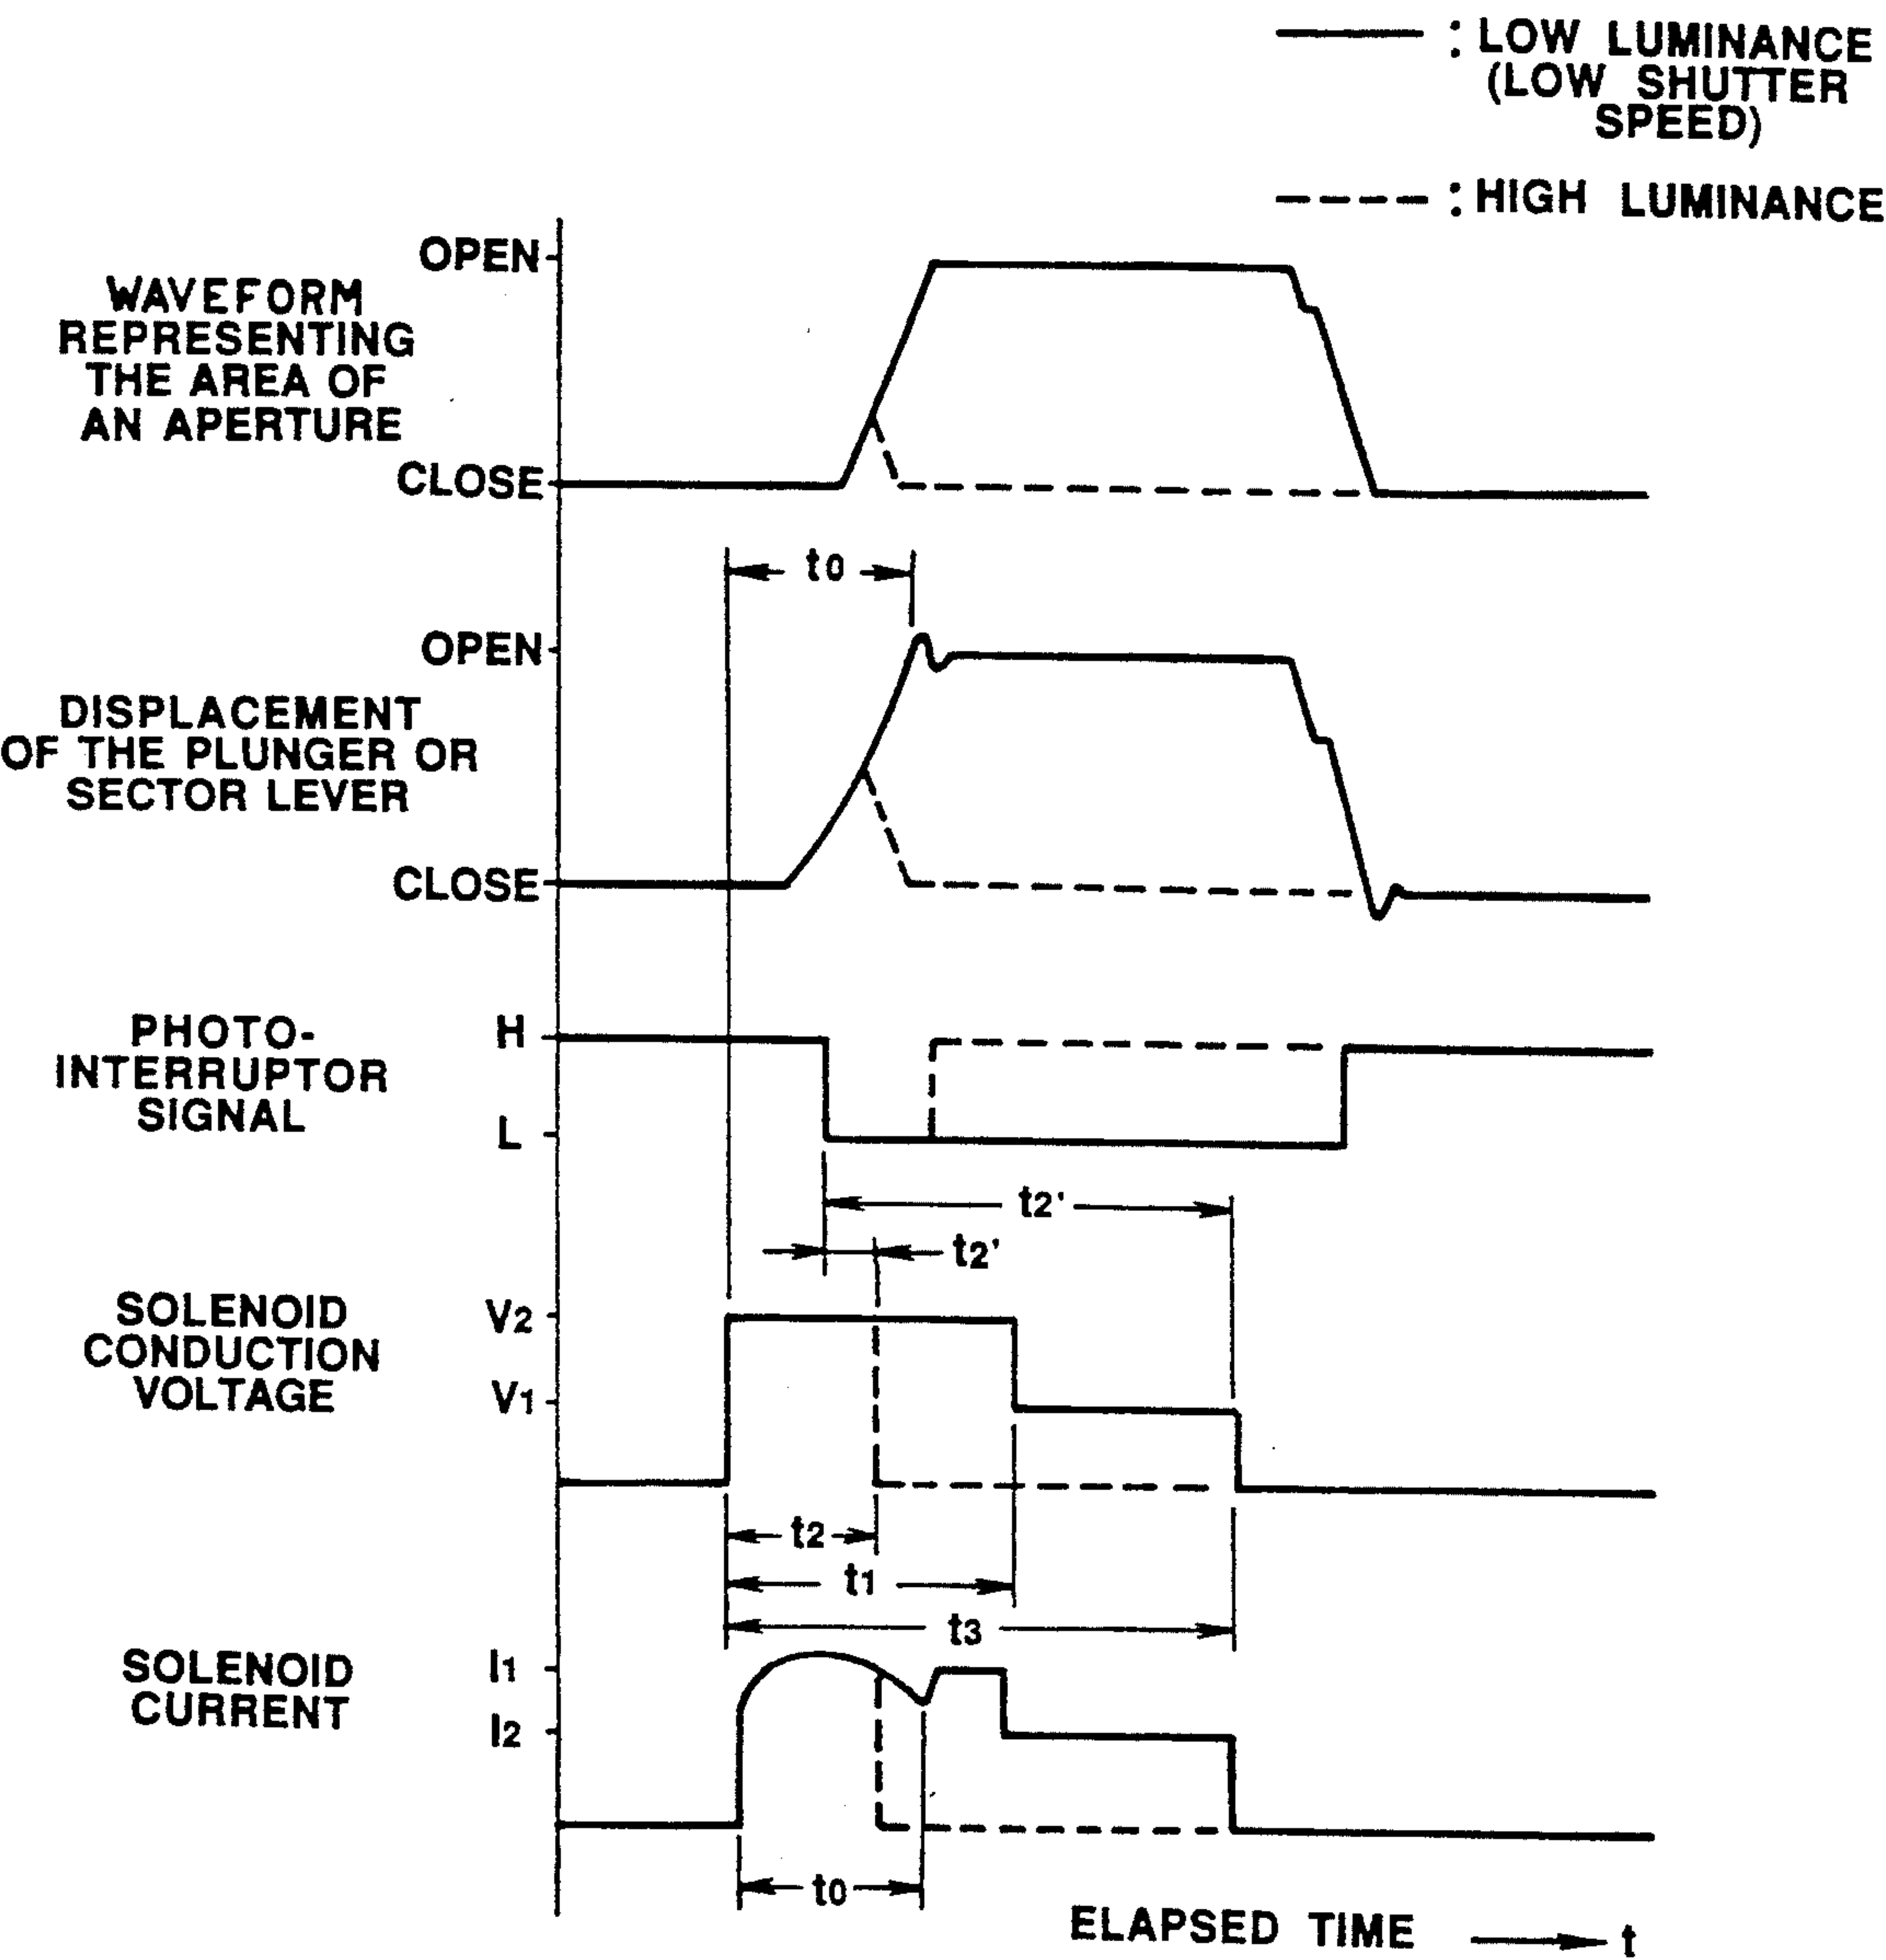 : LOW LUMINANCE
(LOW SHUTTER
SPEED)
: HIGH LUMINANCE
OPEN
WAVEFORM
REPRESENTING
THE AREA OF
AN APERTURE
CLOSE
t0
OPEN
DISPLACEMENT
OF THE PLUNGER OR
SECTOR LEVER
CLOSE
PHOTO-
INTERRUPTOR
SIGNAL
H
L
t2'
t2'
SOLENOID
CONDUCTION
VOLTAGE
V2
V1
t2
t1
t3
SOLENOID
CURRENT
I1
I2
t0
ELAPSED TIME
t